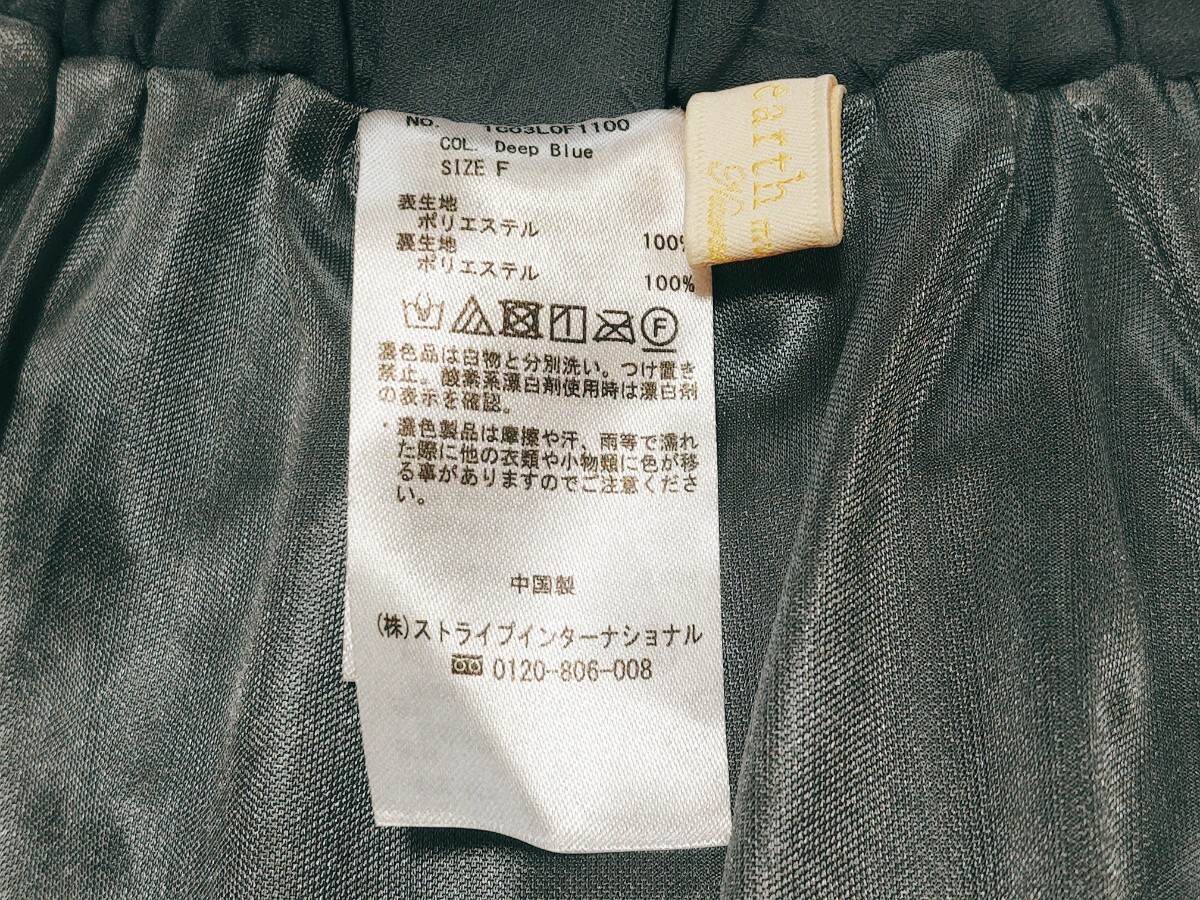 NO. 1C63L0F1100
COL. Deep Blue
SIZE F
表生地
ポリエステル 100%
裏生地
ポリエステル 100%
F
濃色品は白物と分別洗い。つけ置き
禁止。酸素系漂白剤使用時は漂白剤
の表示を確認。
・濃色製品は摩擦や汗、雨等で濡れ
た際に他の衣類や小物類に色が移
る事がありますのでご注意くださ
い。
中国製
(株)ストライプインターナショナル
0120-806-008
earth